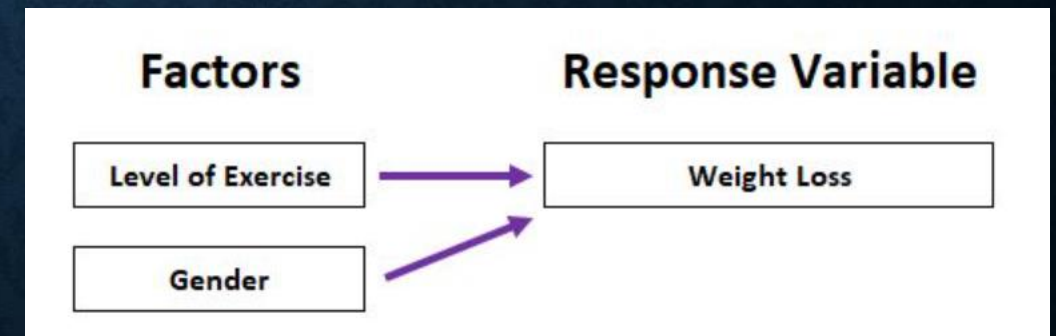 Factors
Response Variable
Level of Exercise
Weight Loss
Gender